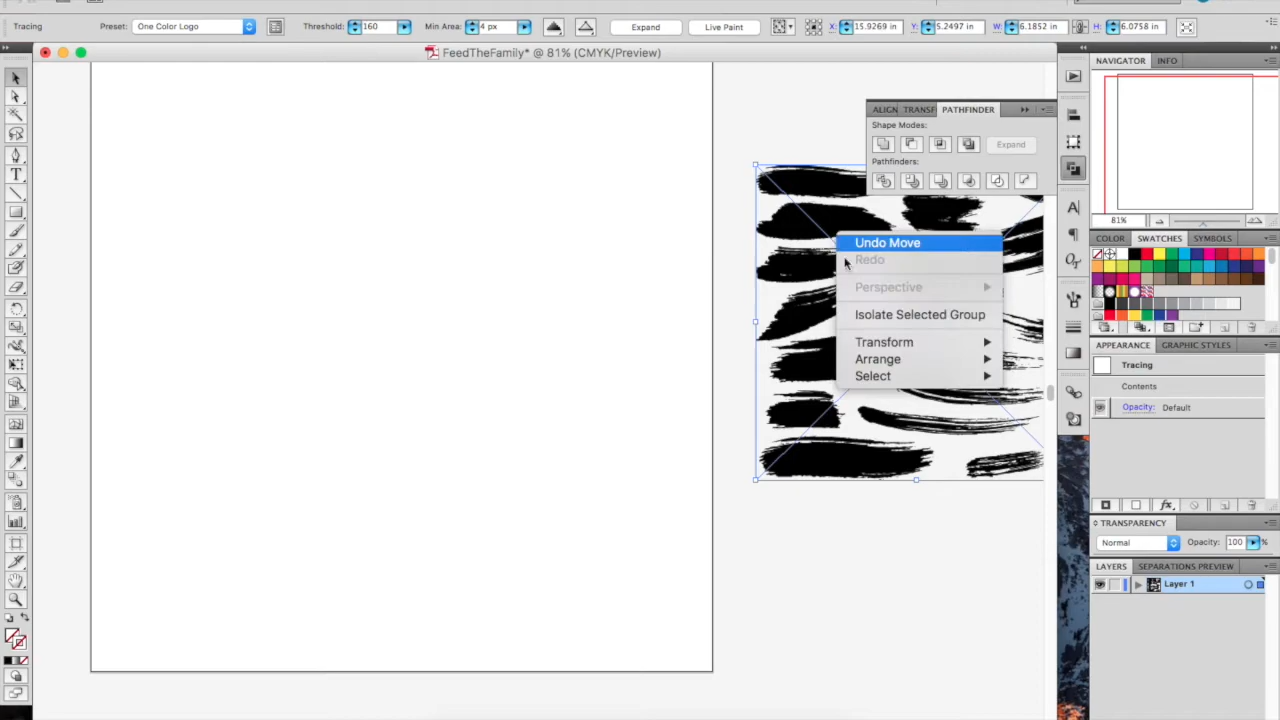 Tracing Preset: One Color Logo Threshold: 160 Min Area: 4 px Expand Live Paint X: 15.9269 in Y: 5.2497 in W: 6.1852 in H: 6.0758 in
FeedTheFamily* @ 81% (CMYK/Preview)
NAVIGATOR INFO
ALIGN TRANSF PATHFINDER
Shape Modes:
Expand
Pathfinders:
81%
COLOR SWATCHES SYMBOLS
Undo Move
Redo
Perspective
Isolate Selected Group
Transform
Arrange
Select
APPEARANCE GRAPHIC STYLES
Tracing
Contents
Opacity: Default
TRANSPARENCY
Normal Opacity: 100 %
LAYERS SEPARATIONS PREVIEW
Layer 1